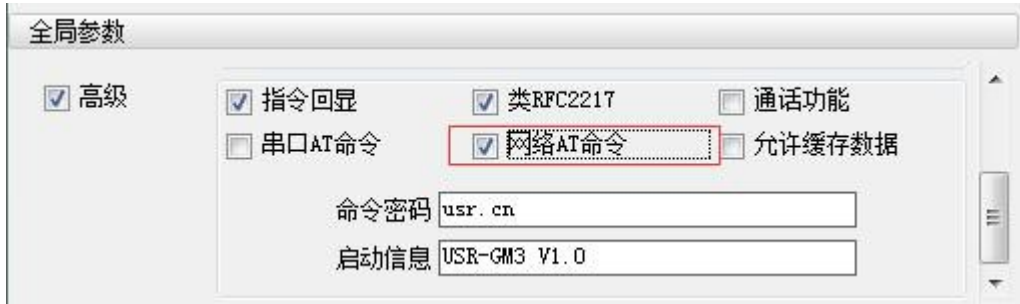 全局参数
高级 指令回显 类RFC2217 通话功能
串口AT命令 网络AT命令 允许缓存数据
命令密码 usr.cn
启动信息 USR-GM3 V1.0